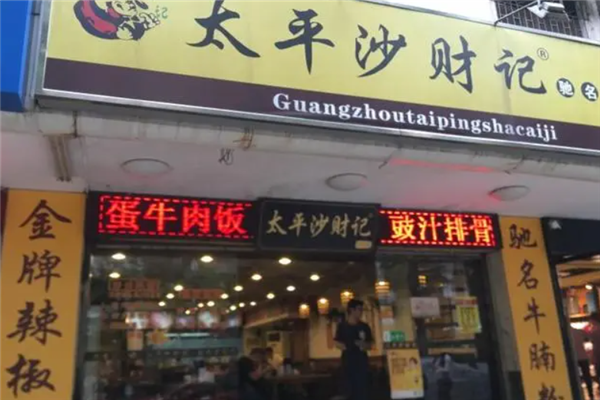 太平沙财记®
驰名
Guangzhoutaipingshacaiji
蛋牛肉饭
太平沙财记
豉汁排骨
金牌辣椒
驰名牛腩粉